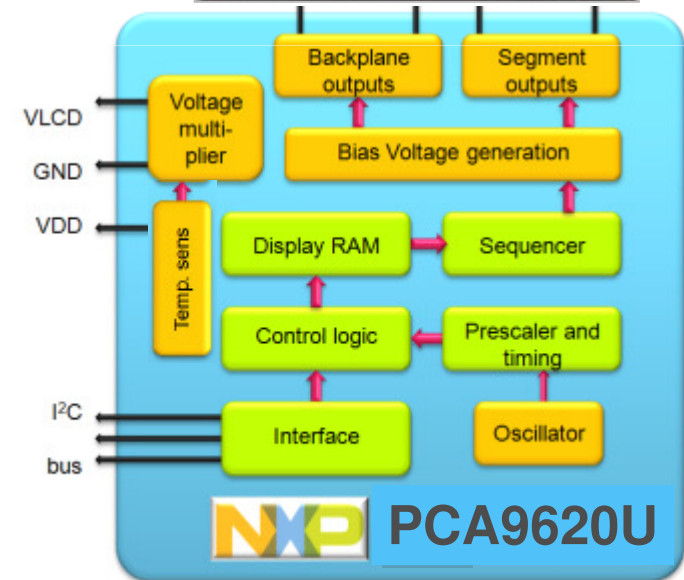 Backplane
outputs
Segment
outputs
Voltage
multi-
plier
VLCD
Bias Voltage generation
GND
VDD
Temp. sens
Display RAM
Sequencer
Control logic
Prescaler and
timing
I²C
Interface
Oscillator
bus
NXP
PCA9620U